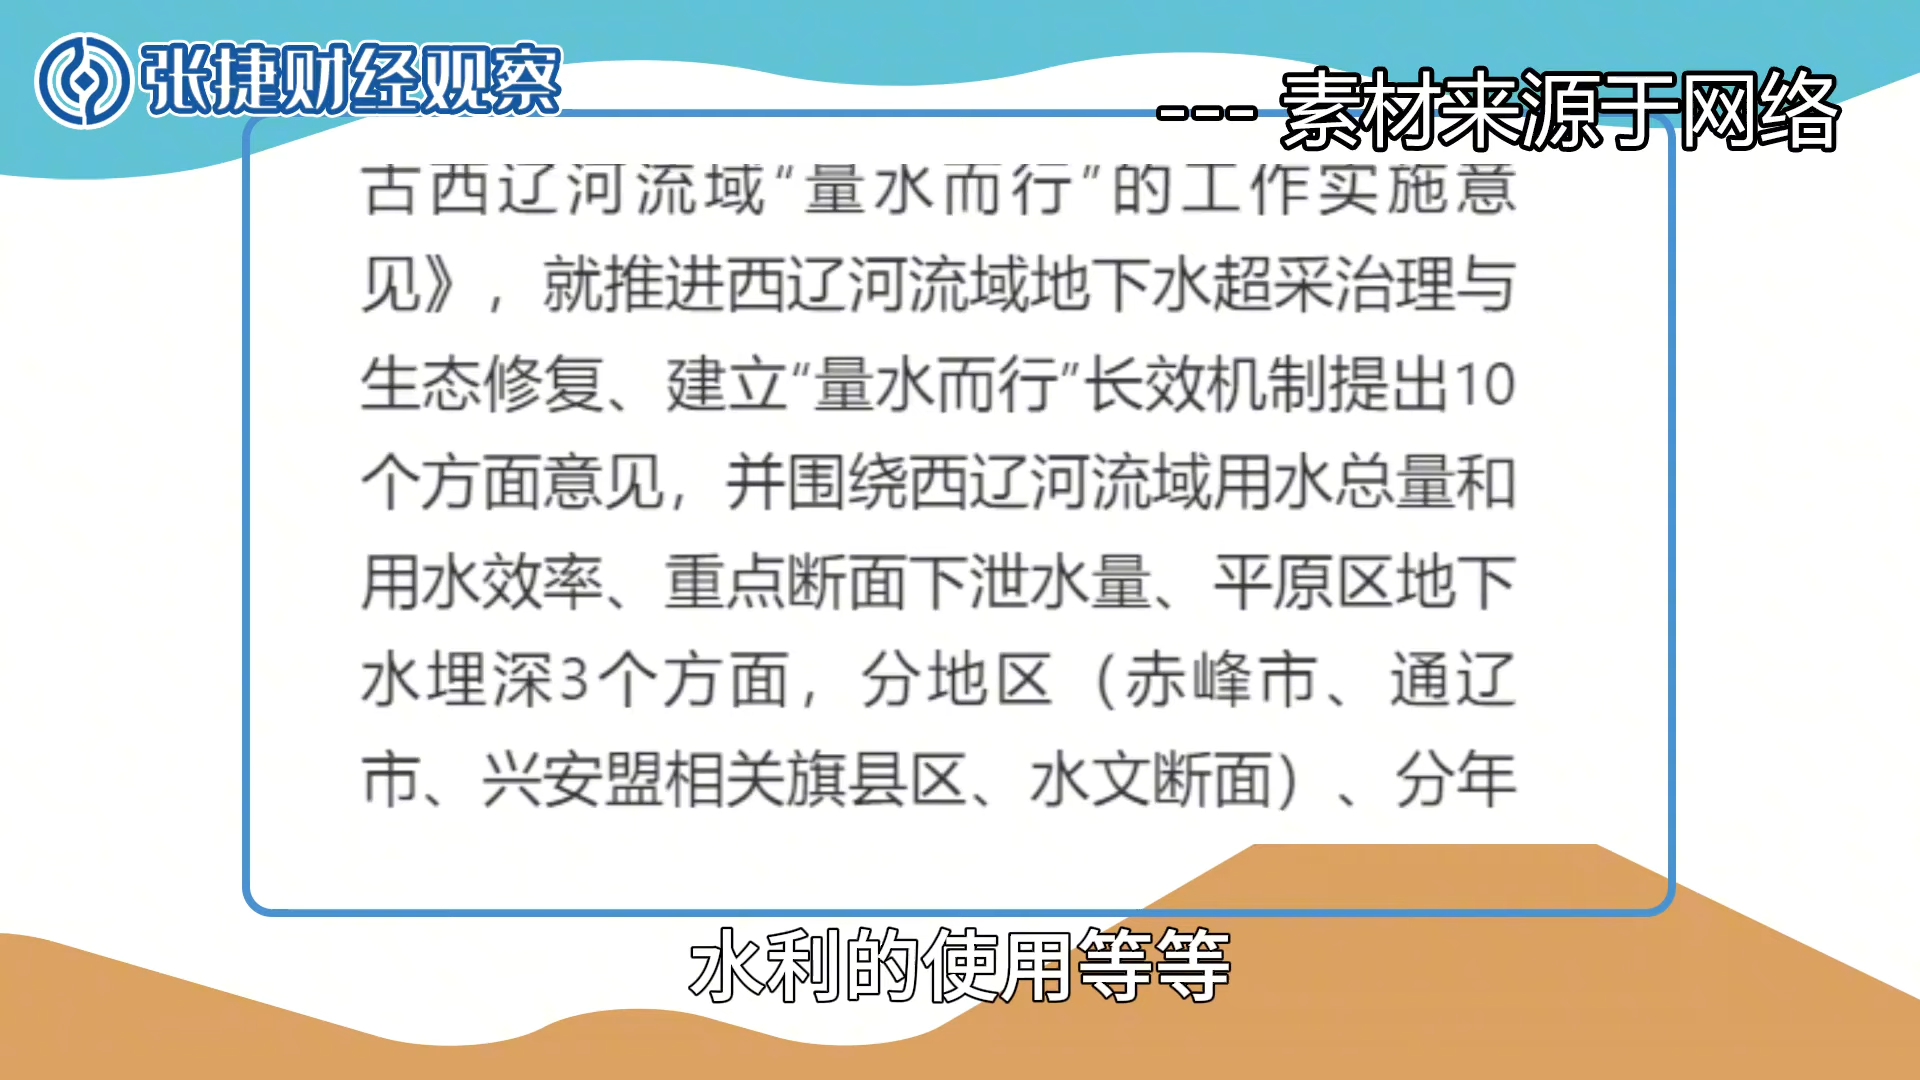 张捷财经观察
--- 素材来源于网络
古西辽河流域“量水而行”的工作实施意
见》，就推进西辽河流域地下水超采治理与
生态修复、建立“量水而行”长效机制提出10
个方面意见，并围绕西辽河流域用水总量和
用水效率、重点断面下泄水量、平原区地下
水埋深3个方面，分地区（赤峰市、通辽
市、兴安盟相关旗县区、水文断面）、分年
水利的使用等等